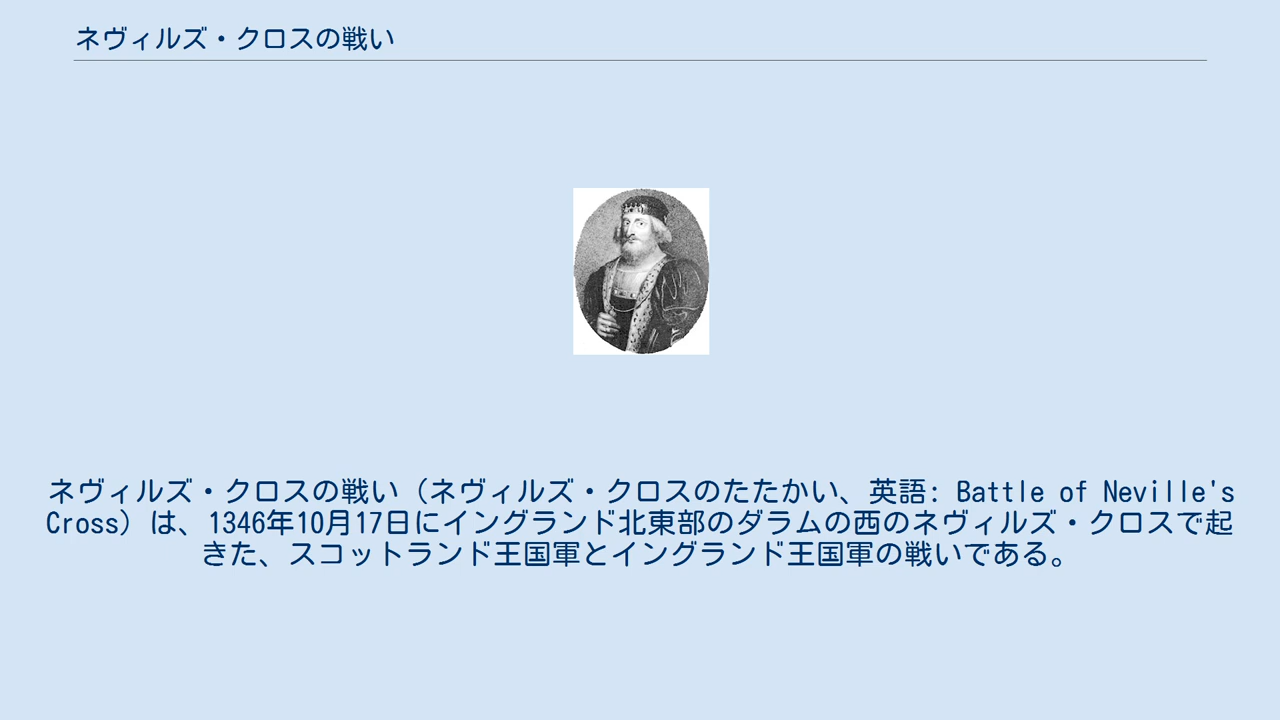 ネヴィルズ・クロスの戦い
ネヴィルズ・クロスの戦い（ネヴィルズ・クロスのたたかい、英語: Battle of Neville's
Cross）は、1346年10月17日にイングランド北東部のダラムの西のネヴィルズ・クロスで起
きた、スコットランド王国軍とイングランド王国軍の戦いである。